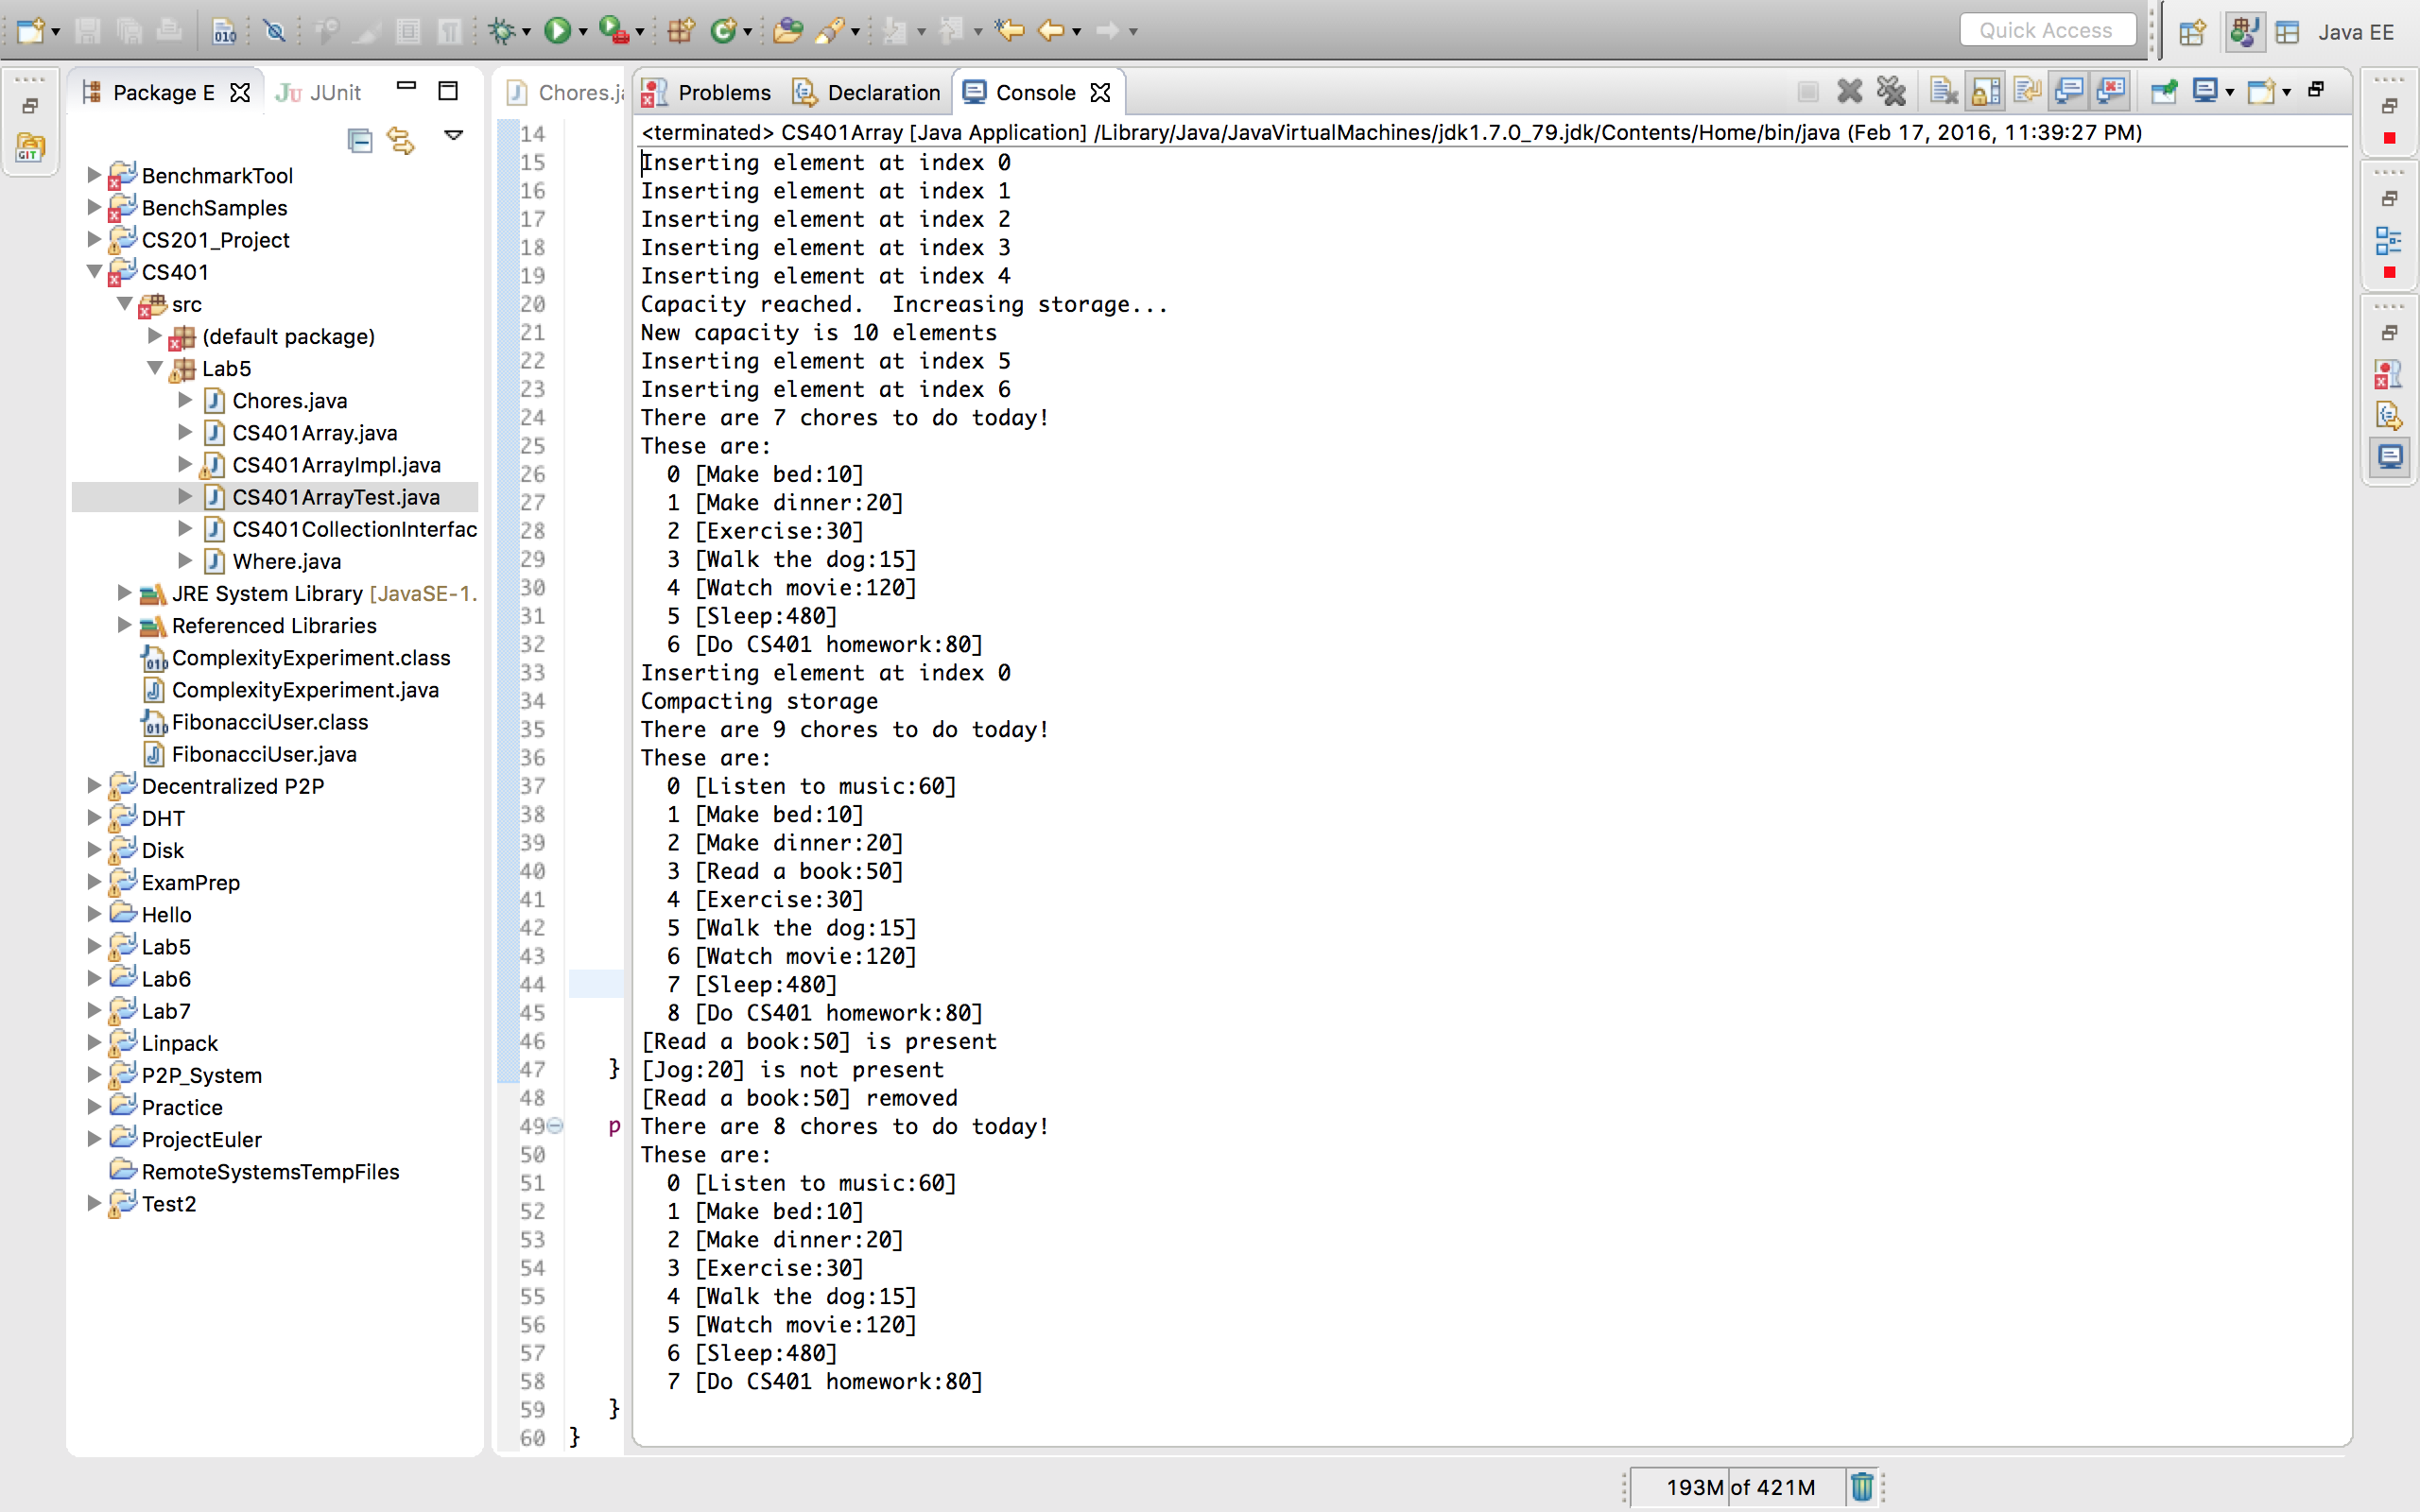 Quick Access
Java EE
Package E
JUnit
BenchmarkTool
BenchSamples
CS201_Project
CS401
src
(default package)
Lab5
Chores.java
CS401Array.java
CS401ArrayImpl.java
CS401ArrayTest.java
CS401CollectionInterfac
Where.java
JRE System Library [JavaSE-1.
Referenced Libraries
ComplexityExperiment.class
ComplexityExperiment.java
FibonacciUser.class
FibonacciUser.java
Decentralized P2P
DHT
Disk
ExamPrep
Hello
Lab5
Lab6
Lab7
Linpack
P2P_System
Practice
ProjectEuler
RemoteSystemsTempFiles
Test2
Chores.ja
14
15
16
17
18
19
20
21
22
23
24
25
26
27
28
29
30
31
32
33
34
35
36
37
38
39
40
41
42
43
44
45
46
47 }
48
49 p
50
51
52
53
54
55
56
57
58
59 }
60 }
Problems
Declaration
Console
<terminated> CS401Array [Java Application] /Library/Java/JavaVirtualMachines/jdk1.7.0_79.jdk/Contents/Home/bin/java (Feb 17, 2016, 11:39:27 PM)
Inserting element at index 0
Inserting element at index 1
Inserting element at index 2
Inserting element at index 3
Inserting element at index 4
Capacity reached.  Increasing storage...
New capacity is 10 elements
Inserting element at index 5
Inserting element at index 6
There are 7 chores to do today!
These are:
  0 [Make bed:10]
  1 [Make dinner:20]
  2 [Exercise:30]
  3 [Walk the dog:15]
  4 [Watch movie:120]
  5 [Sleep:480]
  6 [Do CS401 homework:80]
Inserting element at index 0
Compacting storage
There are 9 chores to do today!
These are:
  0 [Listen to music:60]
  1 [Make bed:10]
  2 [Make dinner:20]
  3 [Read a book:50]
  4 [Exercise:30]
  5 [Walk the dog:15]
  6 [Watch movie:120]
  7 [Sleep:480]
  8 [Do CS401 homework:80]
[Read a book:50] is present
[Jog:20] is not present
[Read a book:50] removed
There are 8 chores to do today!
These are:
  0 [Listen to music:60]
  1 [Make bed:10]
  2 [Make dinner:20]
  3 [Exercise:30]
  4 [Walk the dog:15]
  5 [Watch movie:120]
  6 [Sleep:480]
  7 [Do CS401 homework:80]
193M of 421M